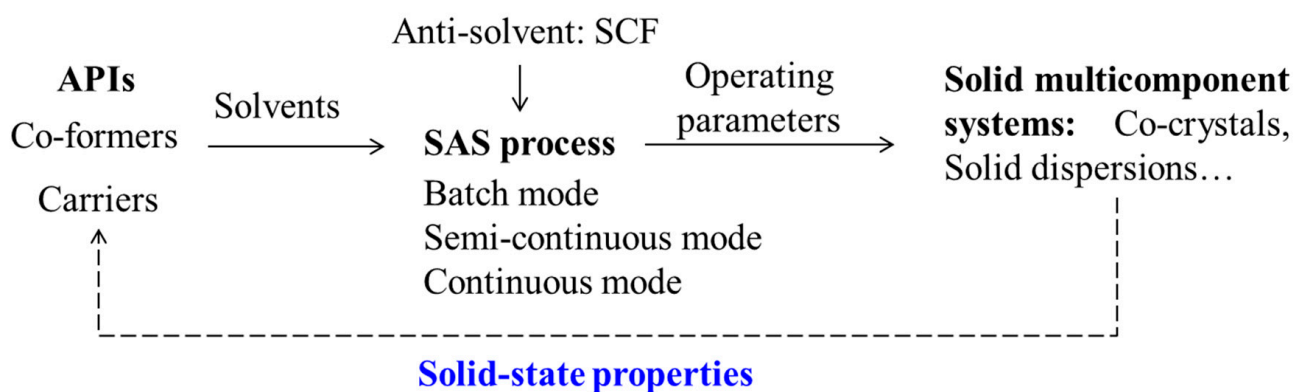 APIs
Co-formers
Carriers
Solvents
Anti-solvent: SCF
SAS process
Batch mode
Semi-continuous mode
Continuous mode
Operating
parameters
Solid multicomponent
systems: Co-crystals,
Solid dispersions…
Solid-state properties